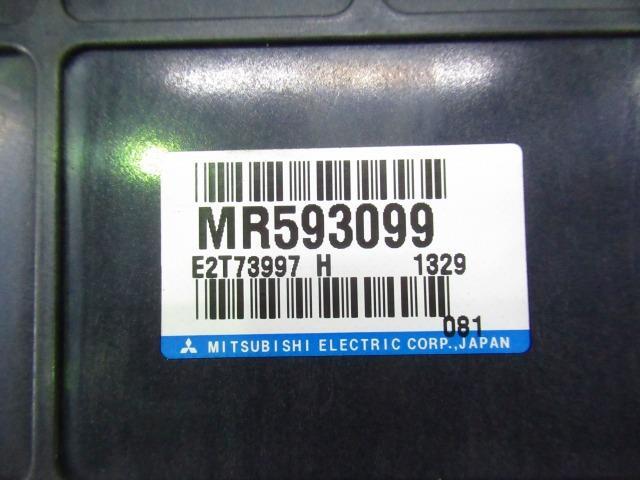 MR593099
E2T73997 H 1329
081
MITSUBISHI ELECTRIC CORP.,JAPAN